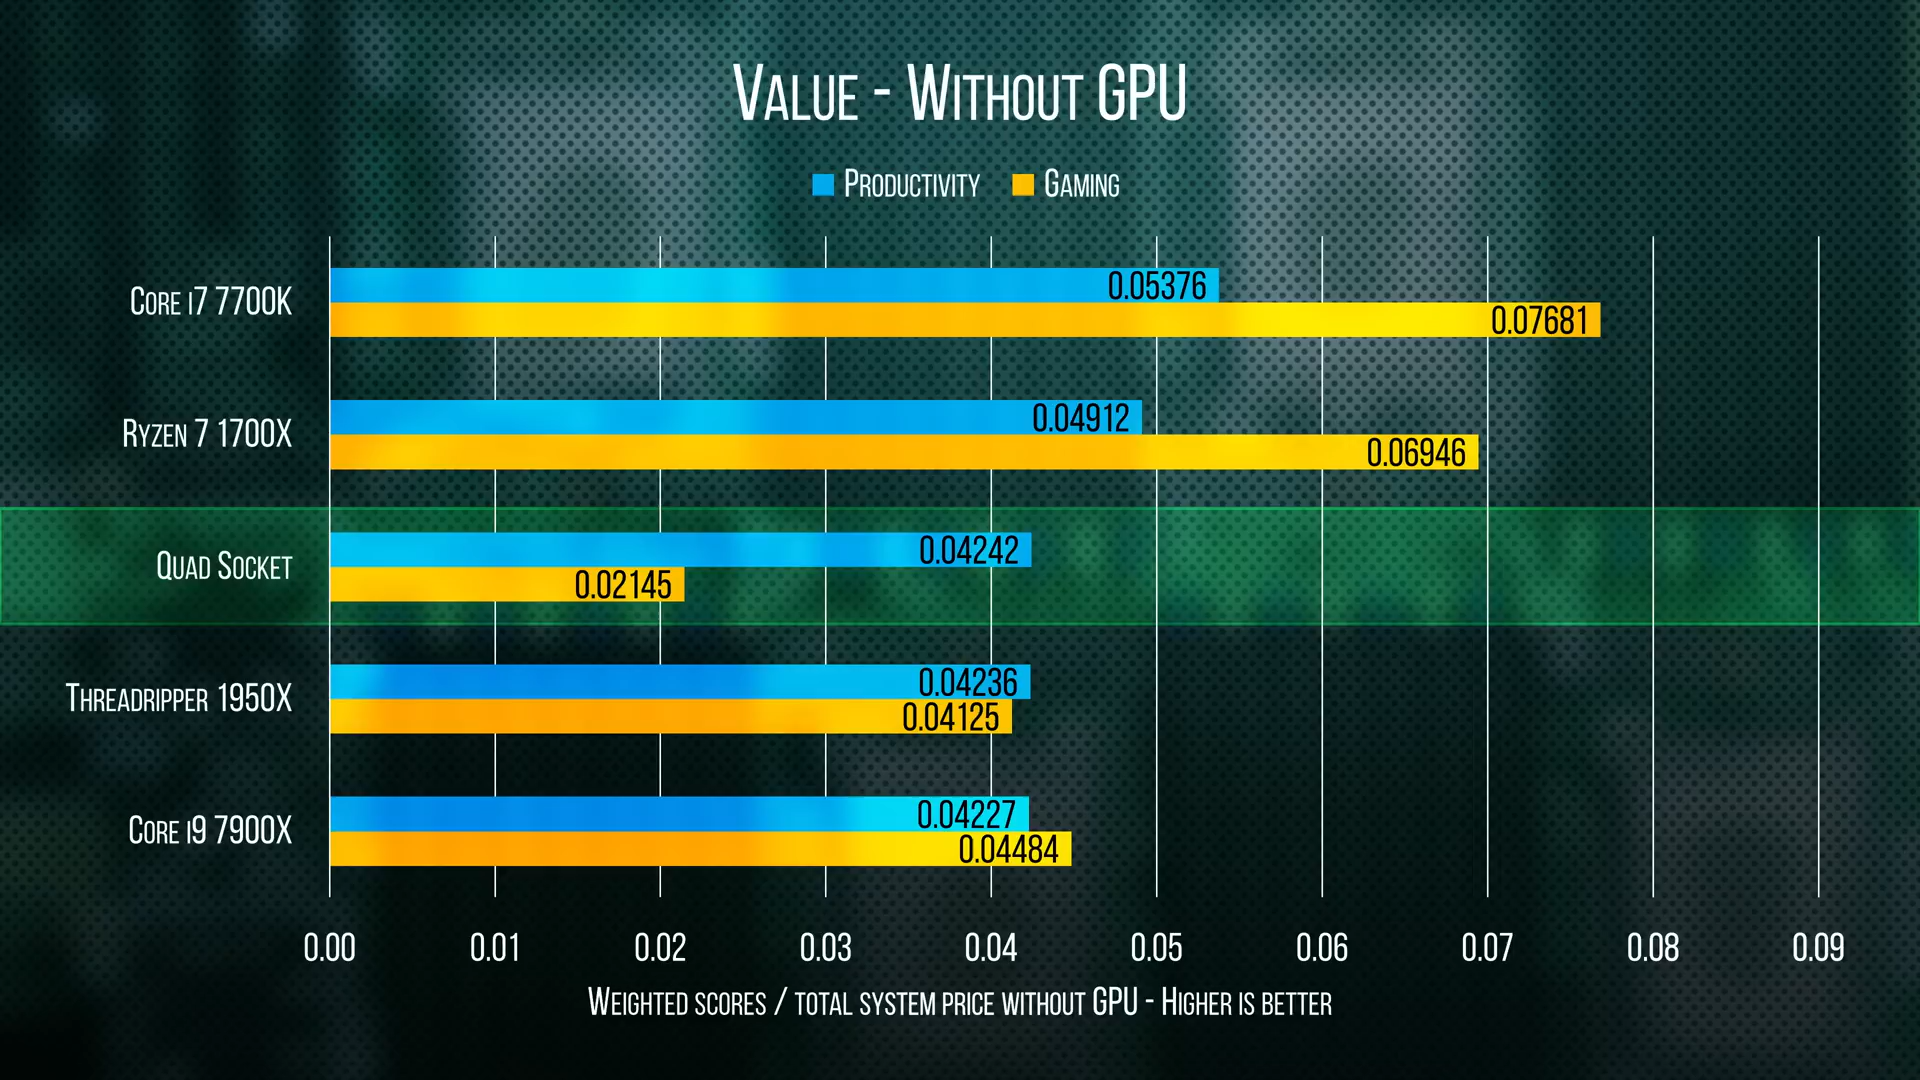 Value - Without GPU
Productivity Gaming
Core i7 7700K
0.05376
0.07681
Ryzen 7 1700X
0.04912
0.06946
Quad Socket
0.04242
0.02145
Threadripper 1950X
0.04236
0.04125
Core i9 7900X
0.04227
0.04484
0.00 0.01 0.02 0.03 0.04 0.05 0.06 0.07 0.08 0.09
Weighted scores / total system price without GPU - Higher is better